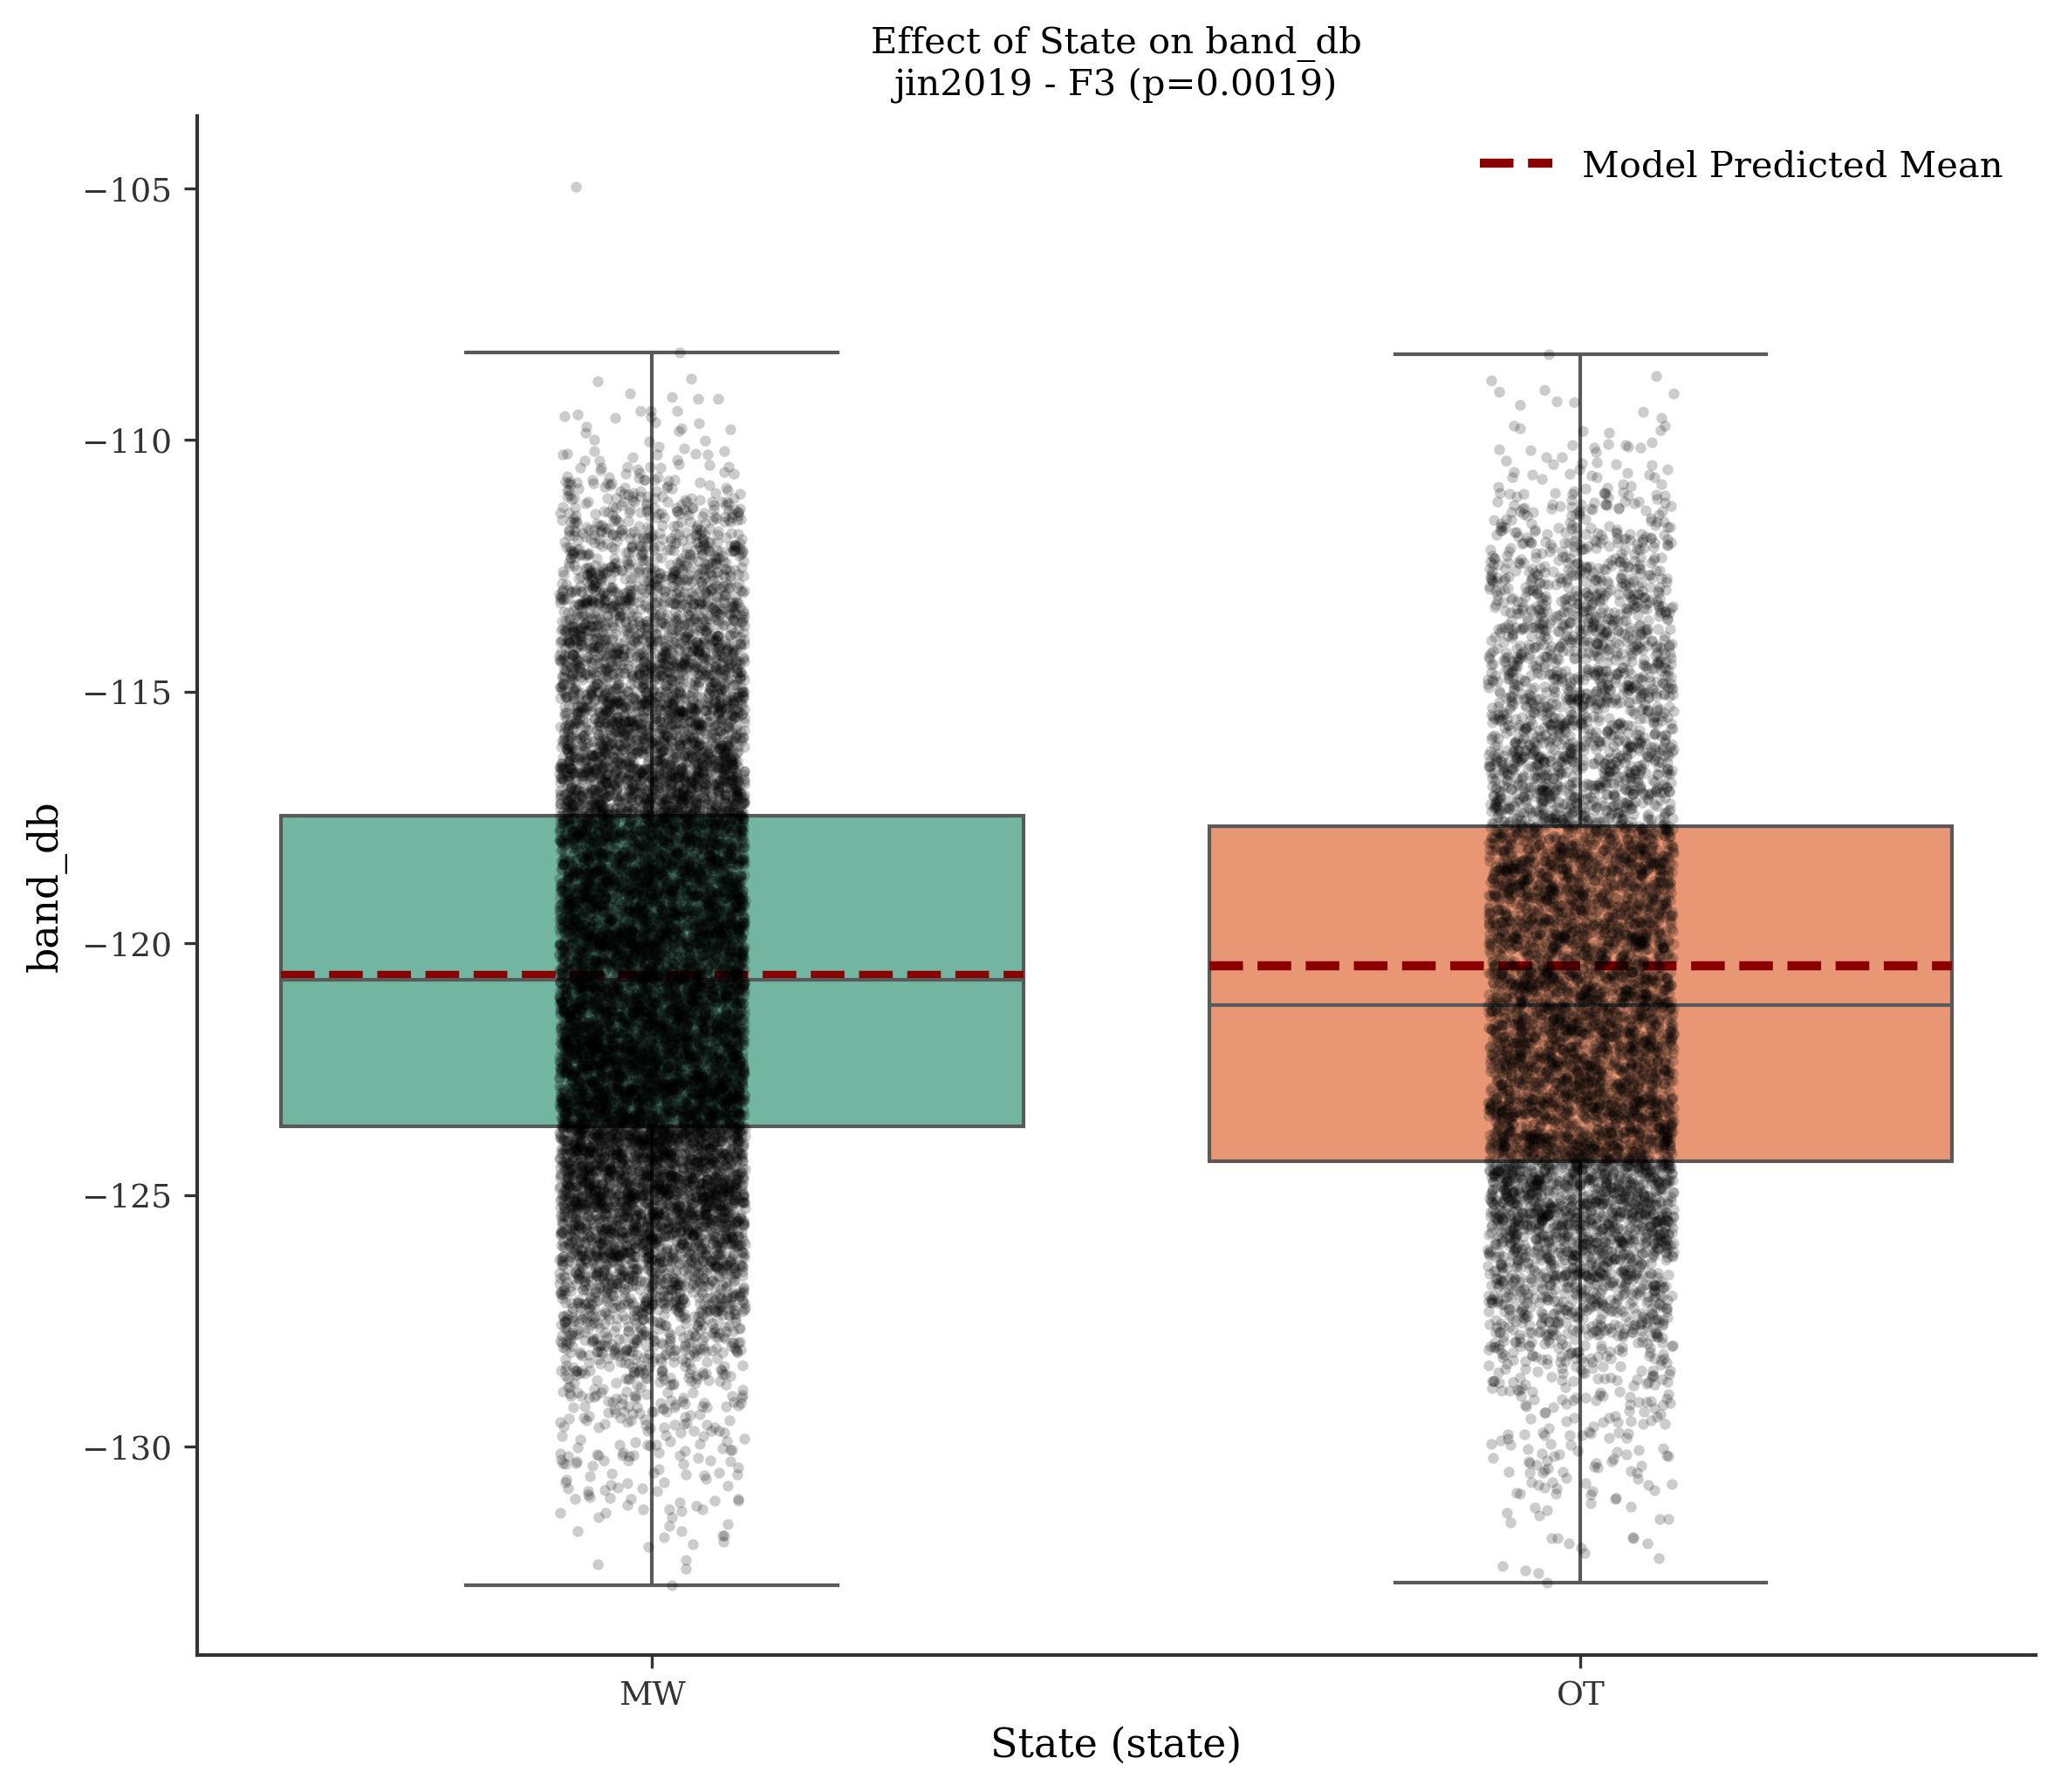 Effect of State on band_db
jin2019 - F3 (p=0.0019)
Model Predicted Mean
−105
−110
−115
−120
−125
−130
band_db
MW
OT
State (state)